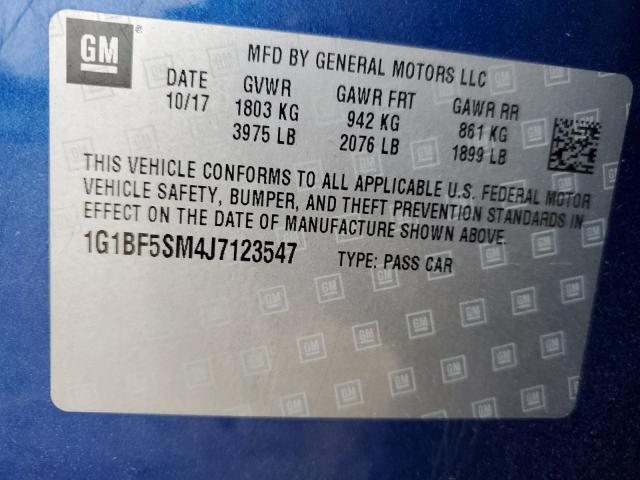 GM
MFD BY GENERAL MOTORS LLC
DATE GVWR GAWR FRT GAWR RR
10/17 1803 KG 942 KG 861 KG
3975 LB 2076 LB 1899 LB
THIS VEHICLE CONFORMS TO ALL APPLICABLE U.S. FEDERAL MOTOR
VEHICLE SAFETY, BUMPER, AND THEFT PREVENTION STANDARDS IN
EFFECT ON THE DATE OF MANUFACTURE SHOWN ABOVE.
1G1BF5SM4J7123547 TYPE: PASS CAR